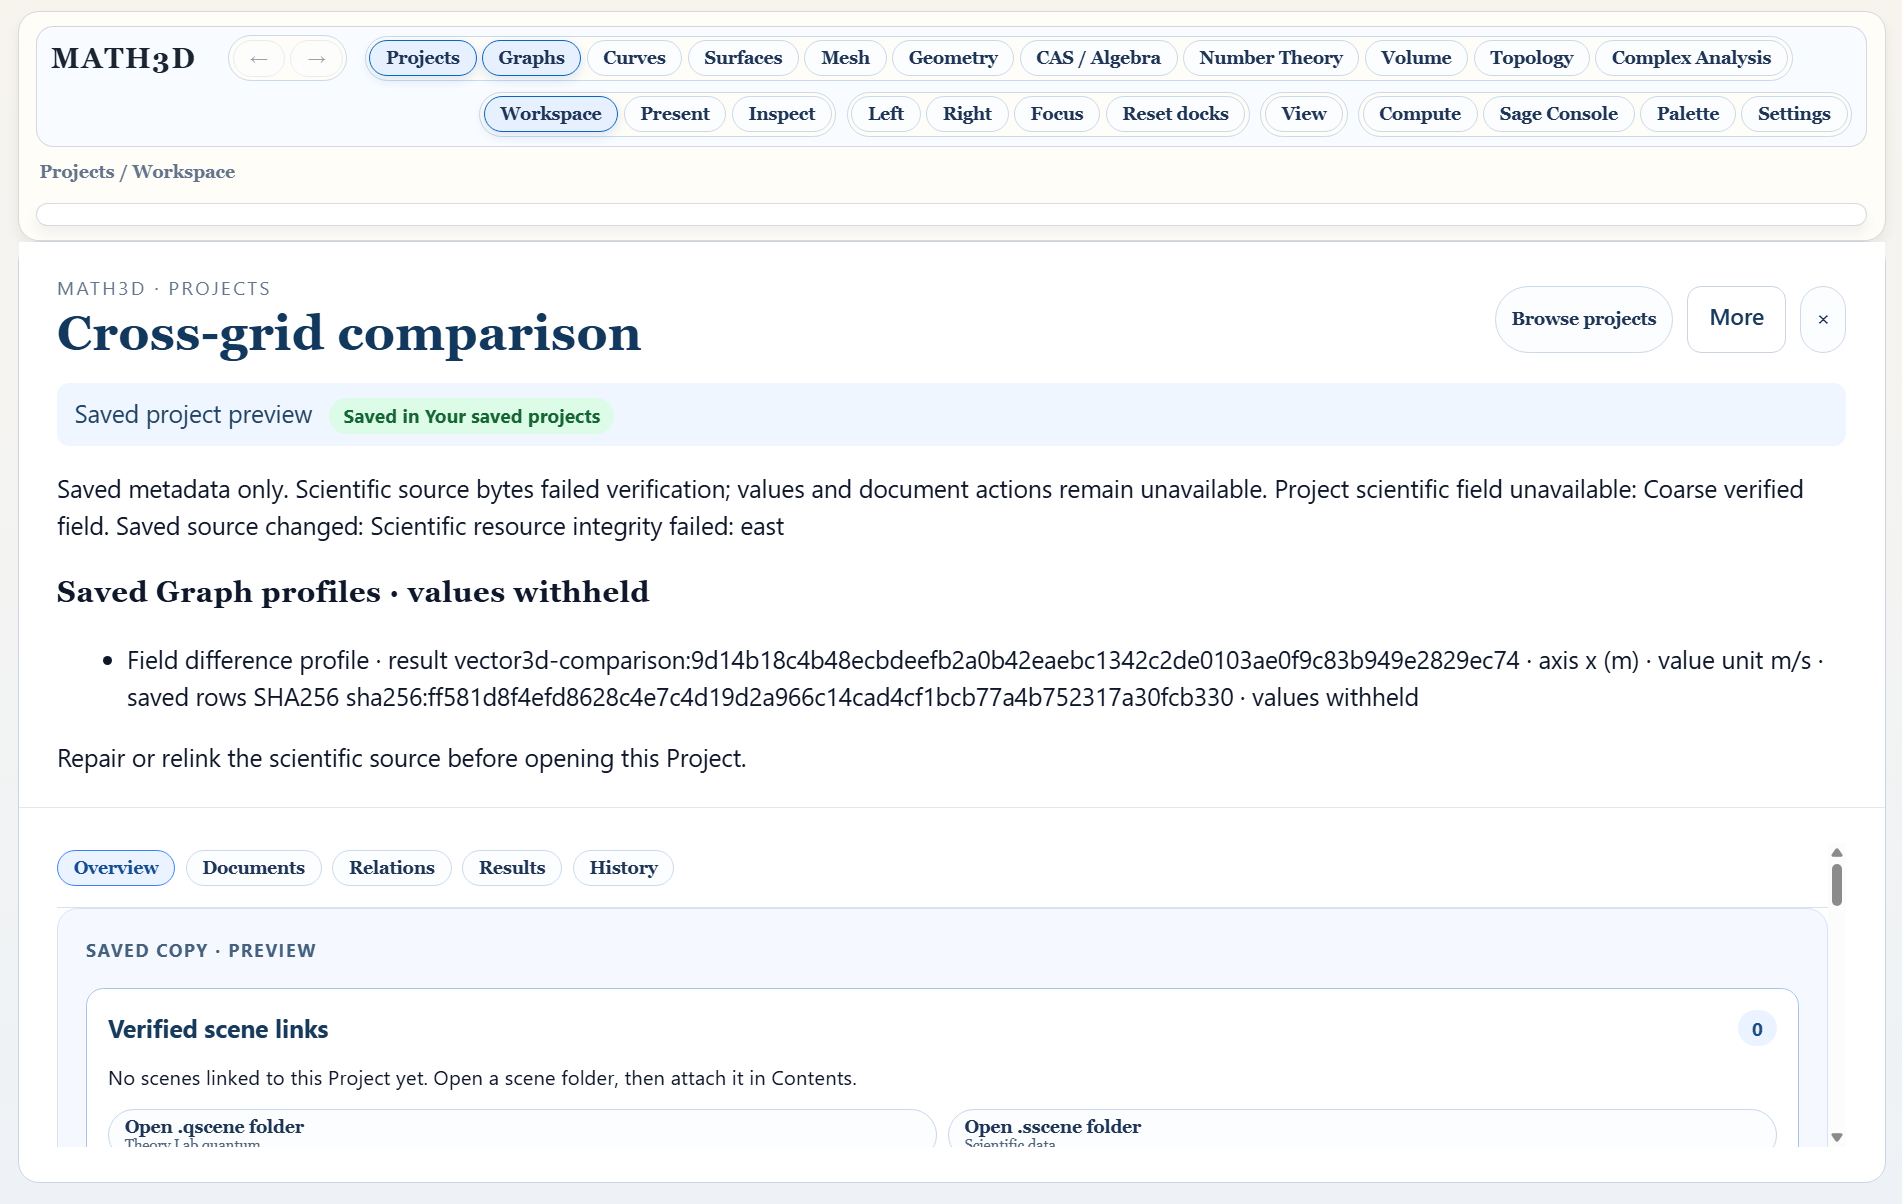 MATH3D ← → Projects Graphs Curves Surfaces Mesh Geometry CAS / Algebra Number Theory Volume Topology Complex Analysis
Workspace Present Inspect Left Right Focus Reset docks View Compute Sage Console Palette Settings
Projects / Workspace
MATH3D · PROJECTS
Cross-grid comparison
Browse projects More ×
Saved project preview Saved in Your saved projects
Saved metadata only. Scientific source bytes failed verification; values and document actions remain unavailable. Project scientific field unavailable: Coarse verified
field. Saved source changed: Scientific resource integrity failed: east
Saved Graph profiles · values withheld
• Field difference profile · result vector3d-comparison:9d14b18c4b48ecbdeefb2a0b42eaebc1342c2de0103ae0f9c83b949e2829ec74 · axis x (m) · value unit m/s ·
saved rows SHA256 sha256:ff581d8f4efd8628c4e7c4d19d2a966c14cad4cf1bcb77a4b752317a30fcb330 · values withheld
Repair or relink the scientific source before opening this Project.
Overview Documents Relations Results History
SAVED COPY · PREVIEW
Verified scene links 0
No scenes linked to this Project yet. Open a scene folder, then attach it in Contents.
Open .qscene folder Open .sscene folder
Theory Lab quantum Scientific data